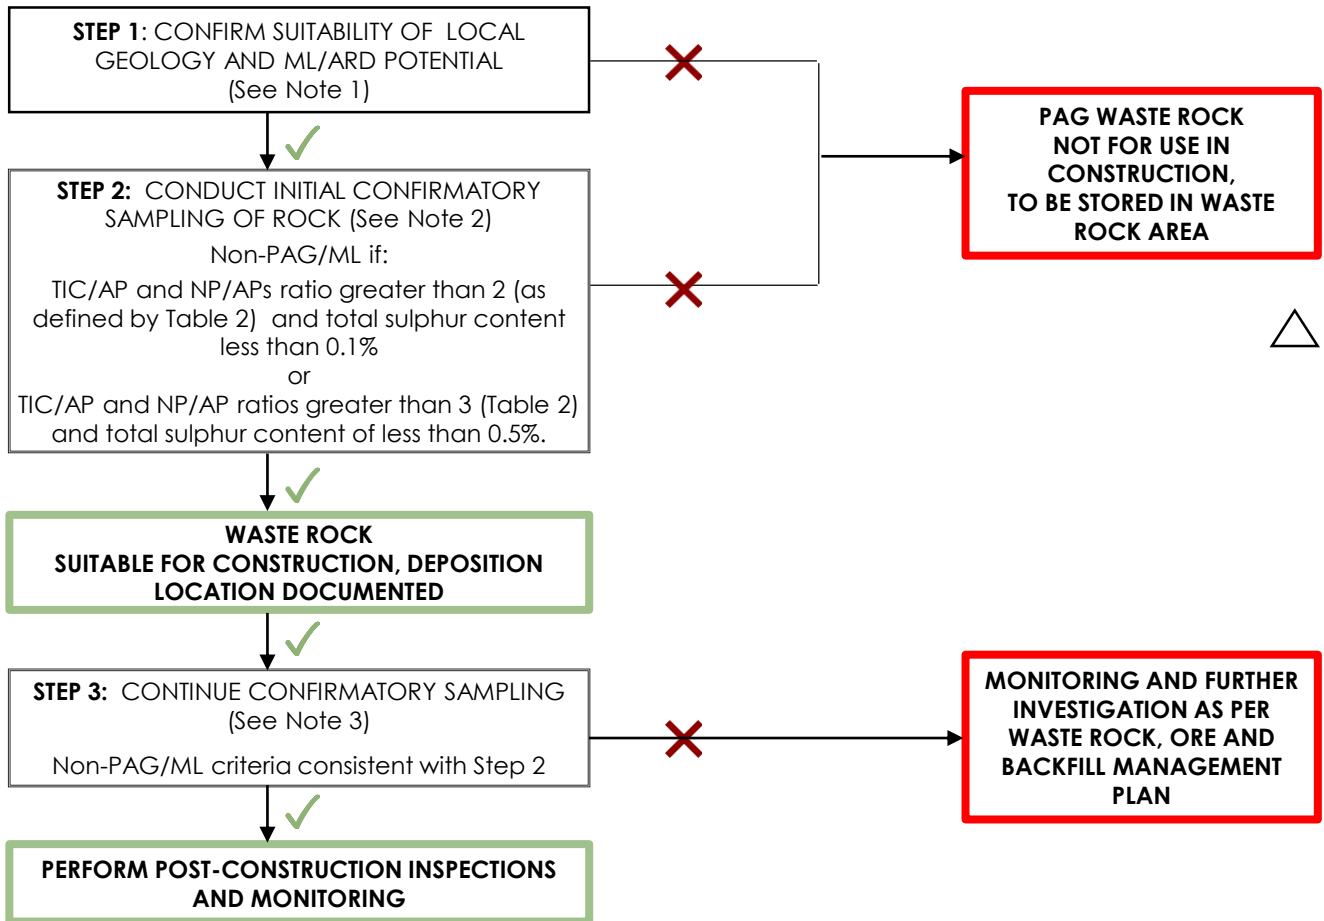 STEP 1: CONFIRM SUITABILITY OF LOCAL
GEOLOGY AND ML/ARD POTENTIAL
(See Note 1)
PAG WASTE ROCK
NOT FOR USE IN
CONSTRUCTION,
TO BE STORED IN WASTE
ROCK AREA
STEP 2: CONDUCT INITIAL CONFIRMATORY
SAMPLING OF ROCK (See Note 2)
Non-PAG/ML if:
TIC/AP and NP/APs ratio greater than 2 (as
defined by Table 2) and total sulphur content
less than 0.1%
or
TIC/AP and NP/AP ratios greater than 3 (Table 2)
and total sulphur content of less than 0.5%.
WASTE ROCK
SUITABLE FOR CONSTRUCTION, DEPOSITION
LOCATION DOCUMENTED
STEP 3: CONTINUE CONFIRMATORY SAMPLING
(See Note 3)
Non-PAG/ML criteria consistent with Step 2
MONITORING AND FURTHER
INVESTIGATION AS PER
WASTE ROCK, ORE AND
BACKFILL MANAGEMENT
PLAN
PERFORM POST-CONSTRUCTION INSPECTIONS
AND MONITORING